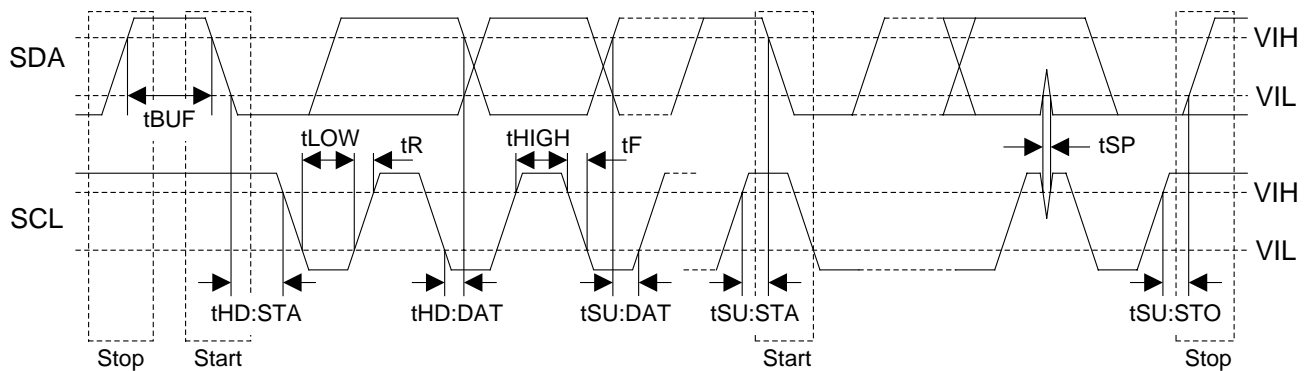 SDA
VIH
VIL
tBUF
tLOW
tR
tHIGH
tF
tSP
SCL
VIH
VIL
tHD:STA
tHD:DAT
tSU:DAT
tSU:STA
tSU:STO
Stop
Start
Start
Stop